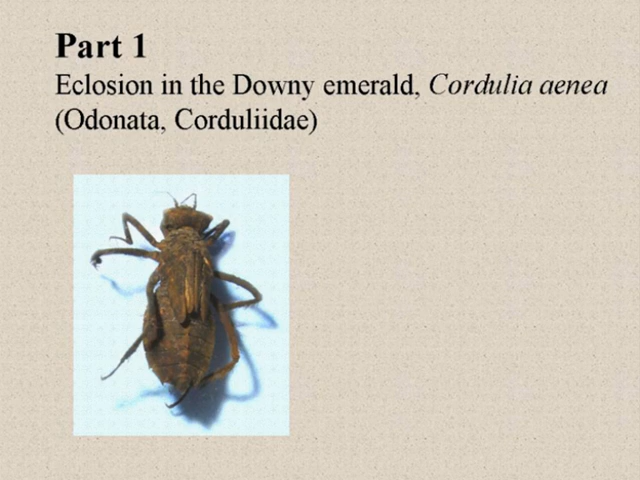 Part 1
Eclosion in the Downy emerald, Cordulia aenea
(Odonata, Corduliidae)